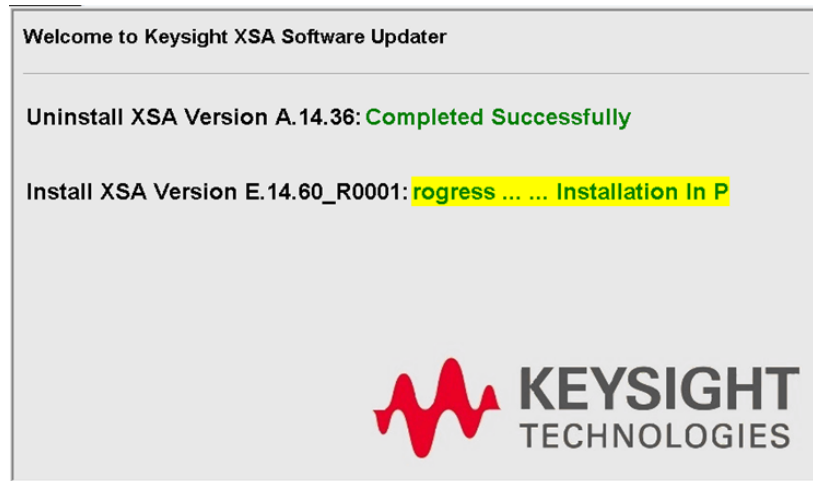 Welcome to Keysight XSA Software Updater
Uninstall XSA Version A.14.36: Completed Successfully
Install XSA Version E.14.60_R0001: rogress ... ... Installation In P
KEYSIGHT
TECHNOLOGIES